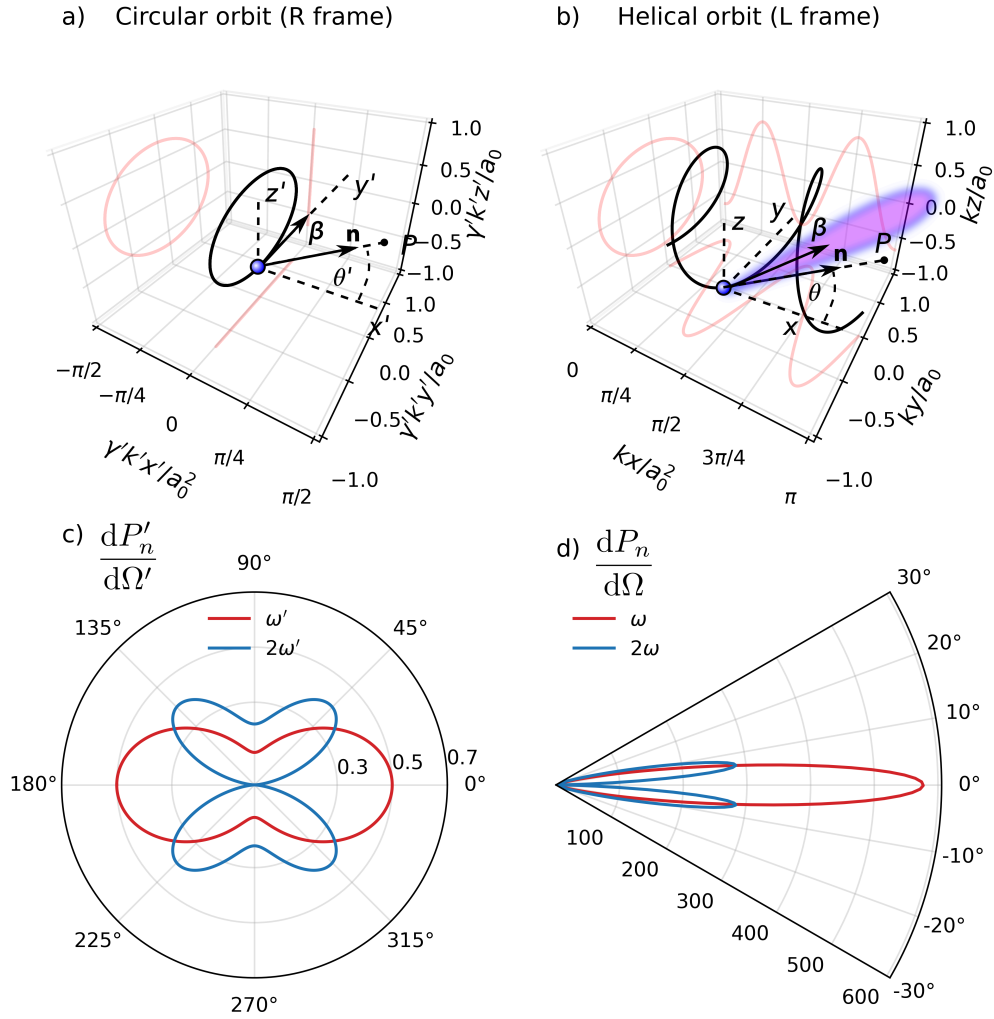 a) Circular orbit (R frame)
b) Helical orbit (L frame)
z′
y′
β
n
P
θ′
x′
1.0
0.5
0.0
−0.5
−1.0
γ′k′z′/a₀
1.0
0.5
0.0
−0.5
−1.0
γ′k′y′/a₀
−π/2
−π/4
0
π/4
π/2
γ′k′x′/a₀²
z
y
β
n
P
θ
x
1.0
0.5
0.0
−0.5
−1.0
kz/a₀
1.0
0.5
0.0
−0.5
−1.0
ky/a₀
0
π/4
π/2
3π/4
π
kx/a₀²
c) dP′ₙ
dΩ′
ω′
2ω′
90°
135°
45°
180°
0.3 0.5 0.7
0°
225°
315°
270°
d) dPₙ
dΩ
ω
2ω
30°
20°
10°
0°
-10°
-20°
-30°
100
200
300
400
500
600